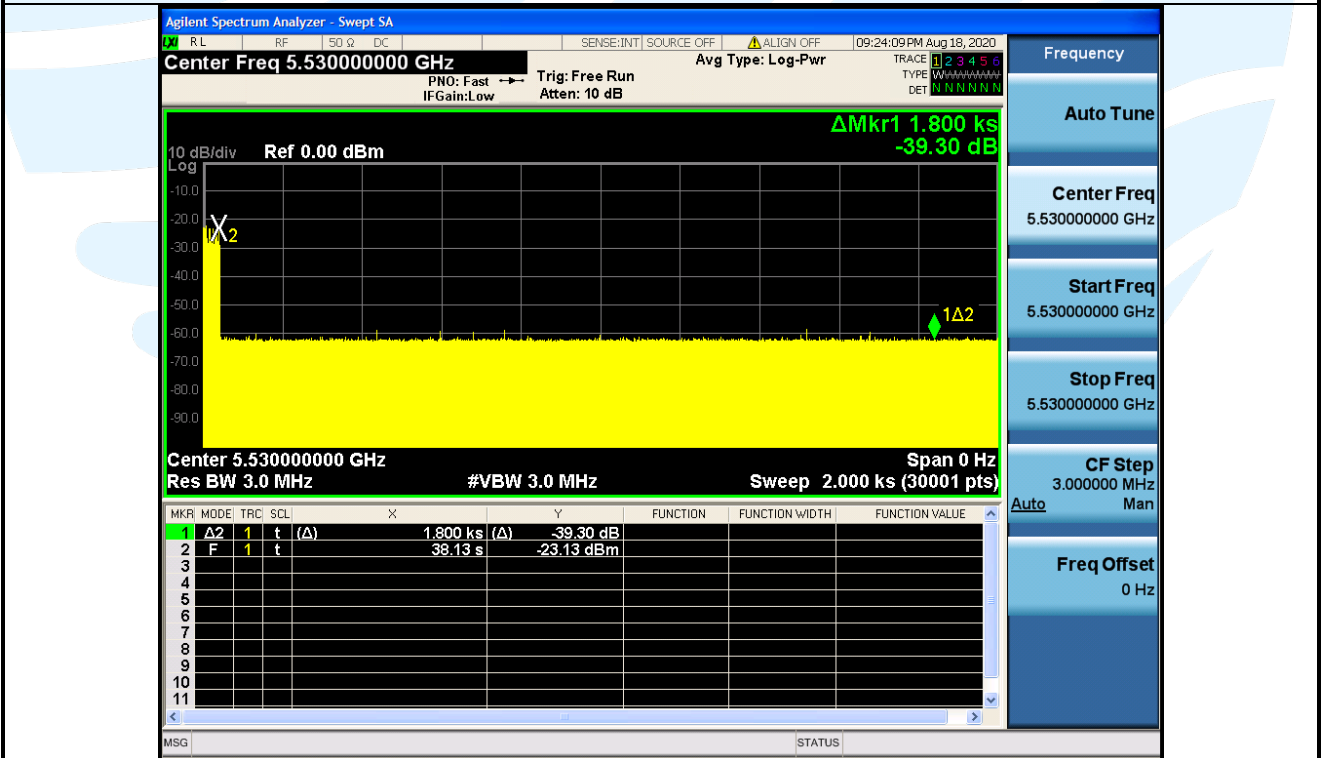 Agilent Spectrum Analyzer - Swept SA
LXI RL RF 50 Ω DC SENSE:INT SOURCE OFF ⚠ALIGN OFF 09:24:09 PM Aug 18, 2020
Center Freq 5.530000000 GHz
PNO: Fast
IFGain:Low
Trig: Free Run
Atten: 10 dB
Avg Type: Log-Pwr
TRACE 1 2 3 4 5 6
TYPE
DET N N N N N N
ΔMkr1 1.800 ks
-39.30 dB
10 dB/div Ref 0.00 dBm
Log
-10.0
-20.0
-30.0
-40.0
-50.0
-60.0
-70.0
-80.0
-90.0
X2
1Δ2
Center 5.530000000 GHz Span 0 Hz
Res BW 3.0 MHz #VBW 3.0 MHz Sweep 2.000 ks (30001 pts)
MKR MODE TRC SCL X Y FUNCTION FUNCTION WIDTH FUNCTION VALUE
1 Δ2 1 t (Δ) 1.800 ks (Δ) -39.30 dB
2 F 1 t 38.13 s -23.13 dBm
3
4
5
6
7
8
9
10
11
MSG STATUS
Frequency
Auto Tune
Center Freq
5.530000000 GHz
Start Freq
5.530000000 GHz
Stop Freq
5.530000000 GHz
CF Step
3.000000 MHz
Auto Man
Freq Offset
0 Hz